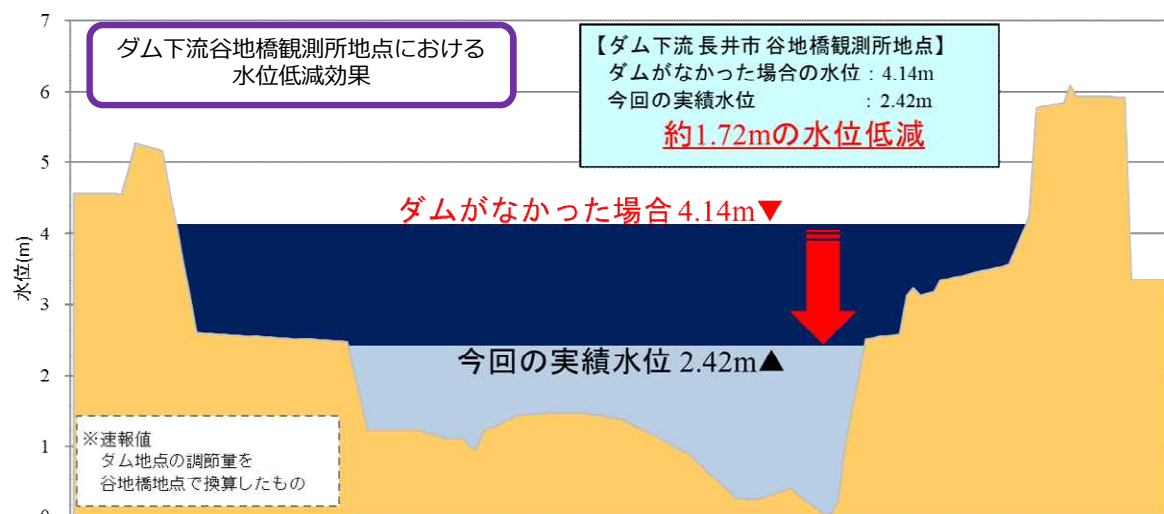 ダム下流谷地橋観測所地点における
水位低減効果
【ダム下流 長井市 谷地橋観測所地点】
ダムがなかった場合の水位 : 4.14m
今回の実績水位 : 2.42m
約1.72mの水位低減
ダムがなかった場合 4.14m▼
今回の実績水位 2.42m▲
※速報値
ダム地点の調節量を
谷地橋地点で換算したもの
水位(m)
7
6
5
4
3
2
1
0